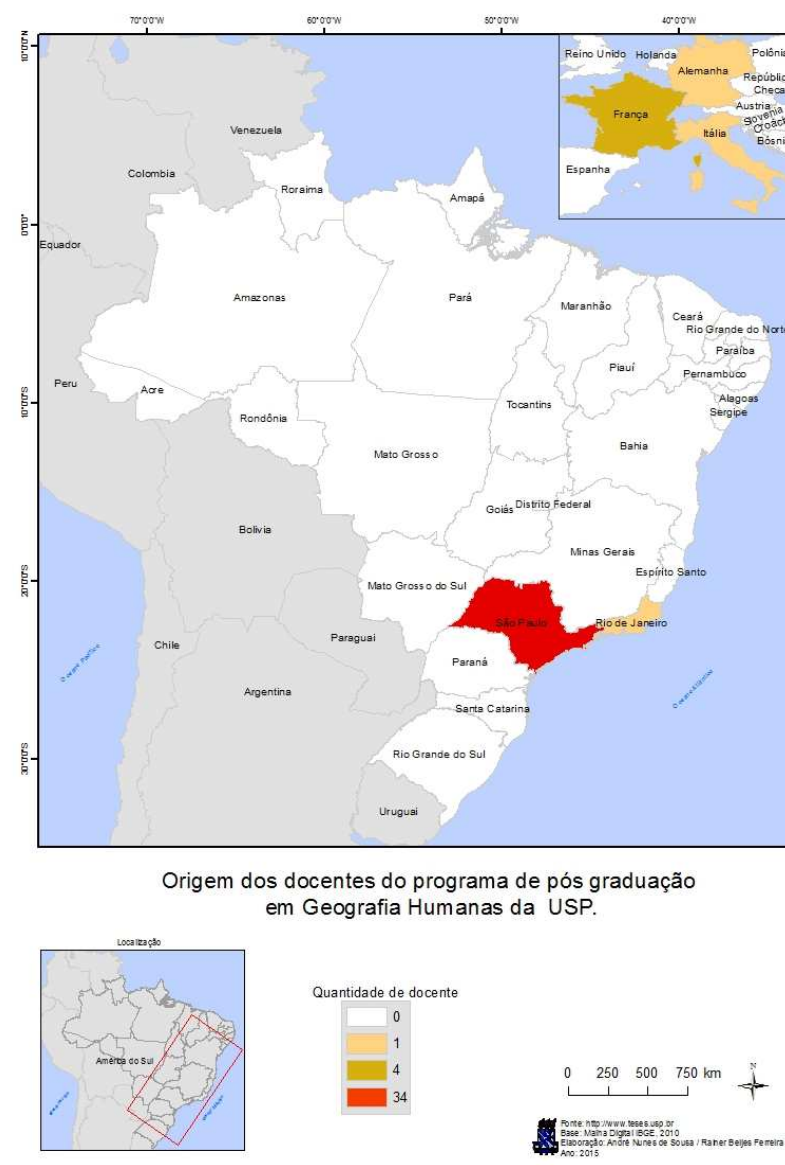 70°0'0"W 60°0'0"W 50°0'0"W 40°0'0"W
10°0'0"N
0°0'0"
10°0'0"S
20°0'0"S
30°0'0"S
Reino Unido
Holanda
Polônia
Alemanha
Repúblic
Checa
França
Austria
Slovenia
Croáci
Itália
Bósni
Espanha
Venezuela
Colombia
Roraima
Amapá
Equador
Amazonas
Pará
Maranhão
Ceará
Rio Grande do Norte
Paraíba
Piauí
Pernambuco
Peru
Acre
Alagoas
Sergipe
Tocantins
Rondônia
Bahia
Mato Grosso
Goiás
Distrito Federal
Bolivia
Minas Gerais
Espírito Santo
Mato Grosso do Sul
São Paulo
Rio de Janeiro
Paraguai
Chile
Paraná
Oceano Pacífico
Oceano Atlântico
Argentina
Santa Catarina
Rio Grande do Sul
Uruguai
Origem dos docentes do programa de pós graduação
em Geografia Humanas da USP.
Localização
América do Sul
Quantidade de docente
0
1
4
34
0 250 500 750 km
N
Fonte: http://www.teses.usp.br
Base: Malha Digital IBGE, 2010
Elaboração: André Nunes de Sousa / Rainer Beijes Ferreira
Ano: 2015